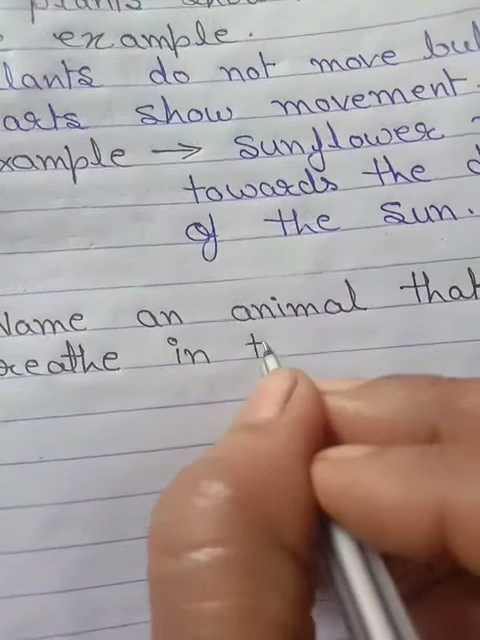 example.
lants do not move but
arts show movement.
xample → Sunflower
towards the d
of the Sun.
Name an animal that
reathe in t